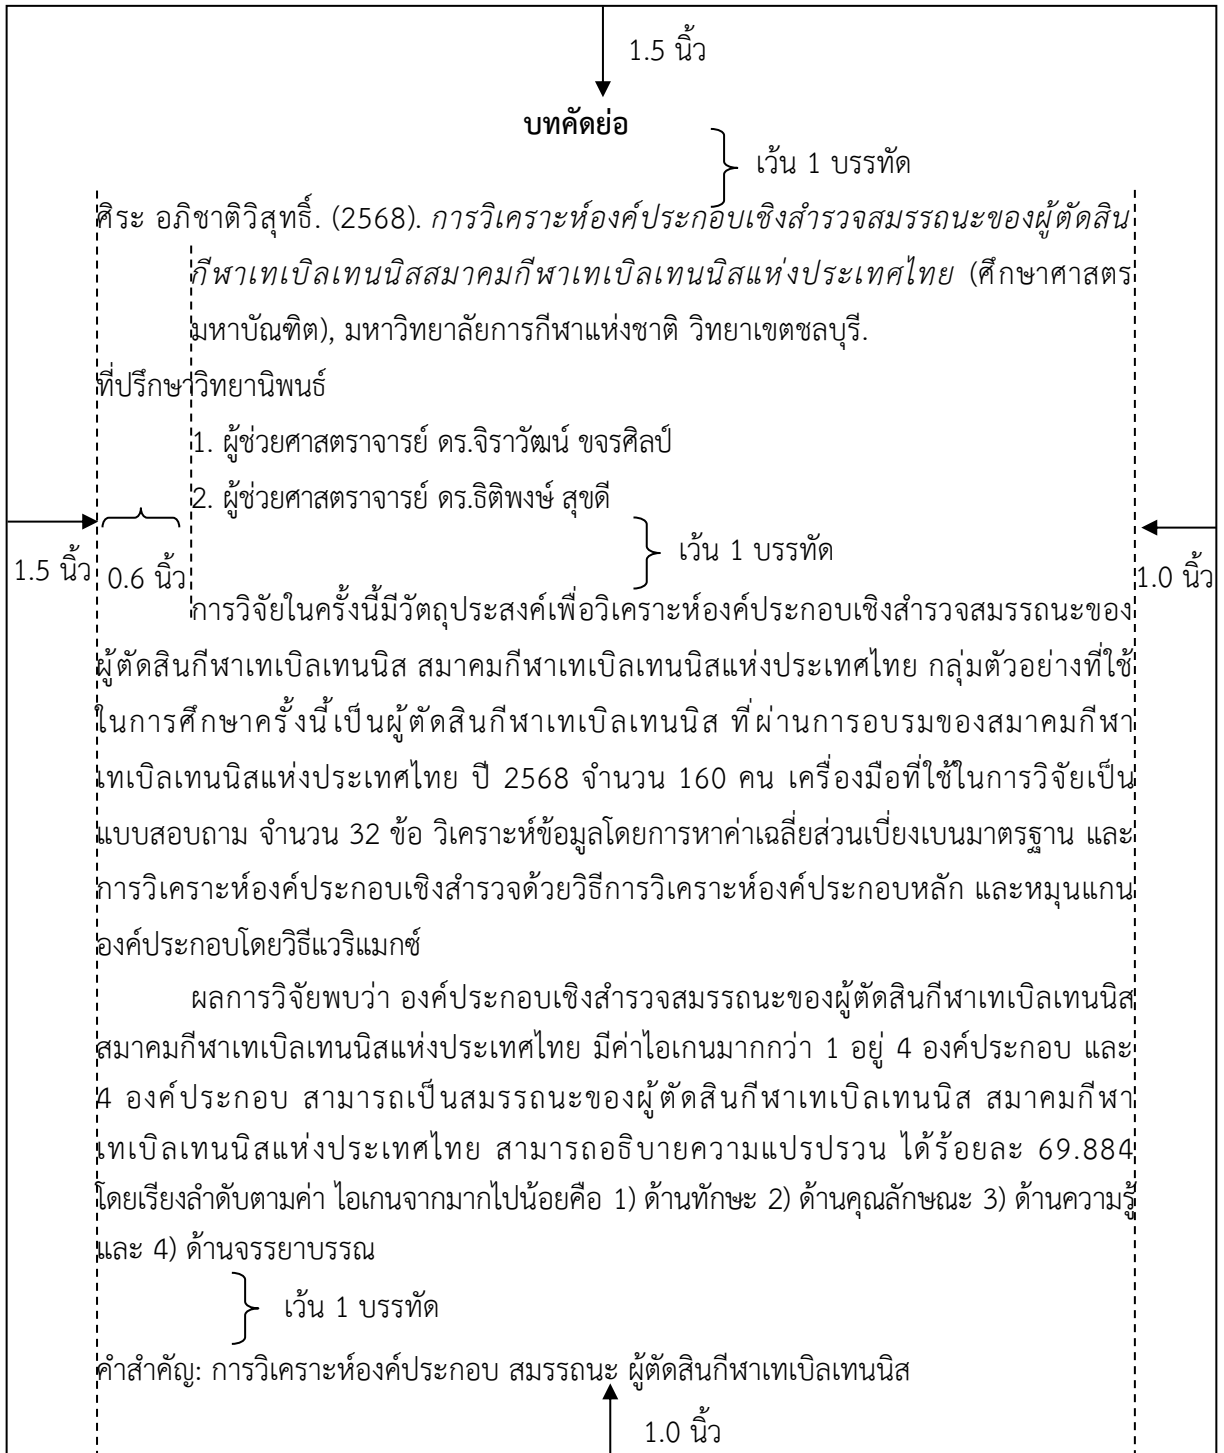 1.5 นิ้ว
บทคัดย่อ
เว้น 1 บรรทัด
ศิระ อภิชาติวิสุทธิ์. (2568). การวิเคราะห์องค์ประกอบเชิงสำรวจสมรรถนะของผู้ตัดสิน
กีฬาเทเบิลเทนนิสสมาคมกีฬาเทเบิลเทนนิสแห่งประเทศไทย (ศึกษาศาสตร
มหาบัณฑิต), มหาวิทยาลัยการกีฬาแห่งชาติ วิทยาเขตชลบุรี.
ที่ปรึกษาวิทยานิพนธ์
1. ผู้ช่วยศาสตราจารย์ ดร.จิราวัฒน์ ขจรศิลป์
2. ผู้ช่วยศาสตราจารย์ ดร.ธิติพงษ์ สุขดี
เว้น 1 บรรทัด
1.5 นิ้ว 0.6 นิ้ว 1.0 นิ้ว
การวิจัยในครั้งนี้มีวัตถุประสงค์เพื่อวิเคราะห์องค์ประกอบเชิงสำรวจสมรรถนะของ
ผู้ตัดสินกีฬาเทเบิลเทนนิส สมาคมกีฬาเทเบิลเทนนิสแห่งประเทศไทย กลุ่มตัวอย่างที่ใช้
ในการศึกษาครั้งนี้เป็นผู้ตัดสินกีฬาเทเบิลเทนนิส ที่ผ่านการอบรมของสมาคมกีฬา
เทเบิลเทนนิสแห่งประเทศไทย ปี 2568 จำนวน 160 คน เครื่องมือที่ใช้ในการวิจัยเป็น
แบบสอบถาม จำนวน 32 ข้อ วิเคราะห์ข้อมูลโดยการหาค่าเฉลี่ยส่วนเบี่ยงเบนมาตรฐาน และ
การวิเคราะห์องค์ประกอบเชิงสำรวจด้วยวิธีการวิเคราะห์องค์ประกอบหลัก และหมุนแกน
องค์ประกอบโดยวิธีแวริแมกซ์
ผลการวิจัยพบว่า องค์ประกอบเชิงสำรวจสมรรถนะของผู้ตัดสินกีฬาเทเบิลเทนนิส
สมาคมกีฬาเทเบิลเทนนิสแห่งประเทศไทย มีค่าไอเกนมากกว่า 1 อยู่ 4 องค์ประกอบ และ
4 องค์ประกอบ สามารถเป็นสมรรถนะของผู้ตัดสินกีฬาเทเบิลเทนนิส สมาคมกีฬา
เทเบิลเทนนิสแห่งประเทศไทย สามารถอธิบายความแปรปรวน ได้ร้อยละ 69.884
โดยเรียงลำดับตามค่า ไอเกนจากมากไปน้อยคือ 1) ด้านทักษะ 2) ด้านคุณลักษณะ 3) ด้านความรู้
และ 4) ด้านจรรยาบรรณ
เว้น 1 บรรทัด
คำสำคัญ: การวิเคราะห์องค์ประกอบ สมรรถนะ ผู้ตัดสินกีฬาเทเบิลเทนนิส
1.0 นิ้ว